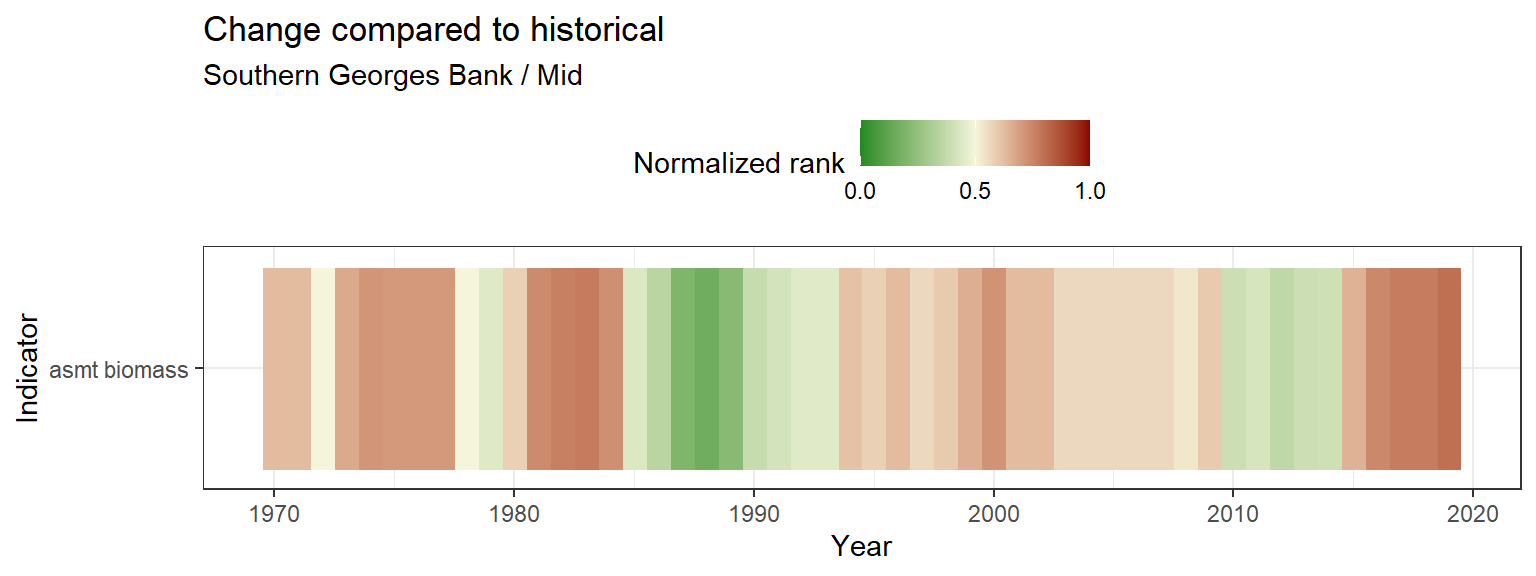 Change compared to historical
Southern Georges Bank / Mid
Normalized rank
0.0 0.5 1.0
Indicator
asmt biomass
1970 1980 1990 2000 2010 2020
Year